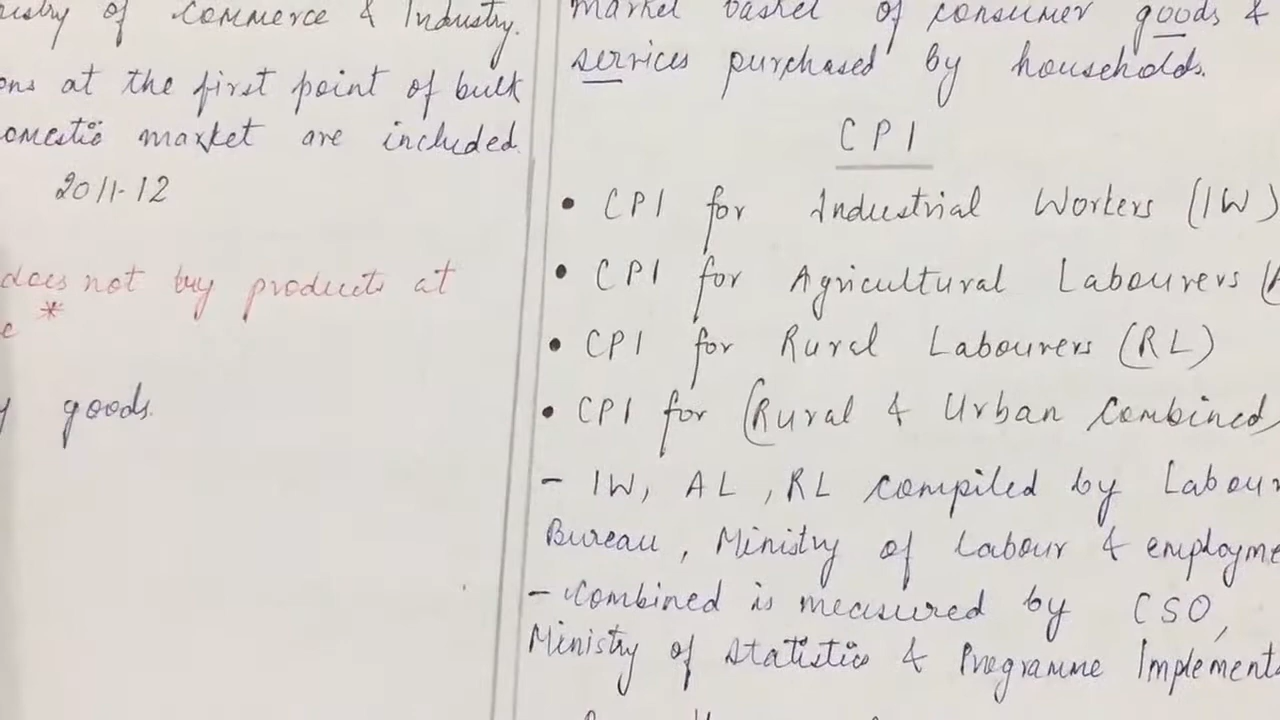 of Commerce & Industry.
at the first point of bulk
market are included.
2011-12
does not buy products at
*
goods.
market basket of consumer goods &
services purchased by households.
CPI
• CPI for Industrial Workers (IW)
• CPI for Agricultural Labourers (A
• CPI for Rural Labourers (RL)
• CPI for (Rural & Urban Combined
- IW, AL, RL compiled by Labour
Bureau, Ministry of Labour & employme
- Combined is measured by CSO,
Ministry of Statistics & Programme Implement